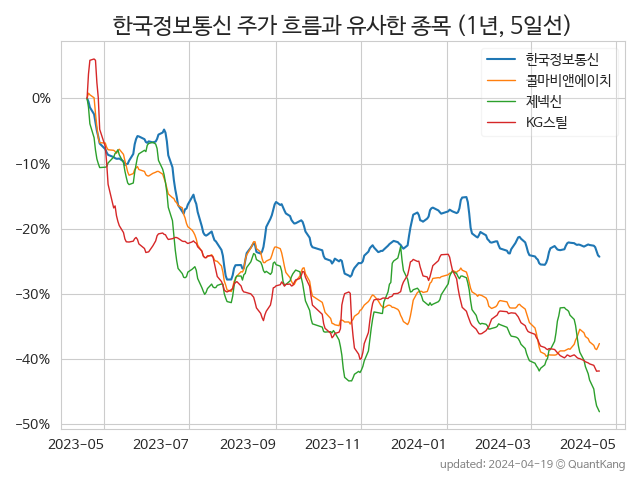 한국정보통신 주가 흐름과 유사한 종목 (1년, 5일선)
한국정보통신
콜마비앤에이치
제넥신
KG스틸
0%
−10%
−20%
−30%
−40%
−50%
2023-05 2023-07 2023-09 2023-11 2024-01 2024-03 2024-05
updated: 2024-04-19 © QuantKang